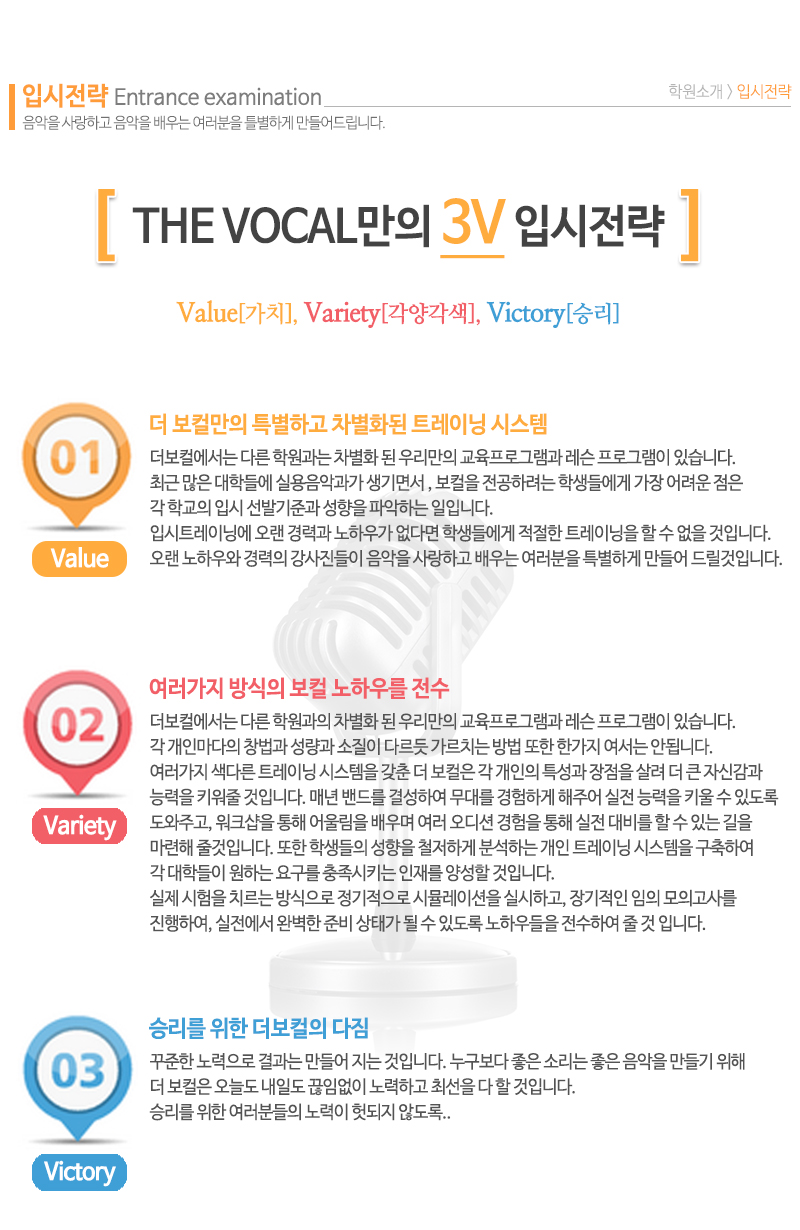 입시전략 Entrance examination
학원소개 > 입시전략
음악을 사랑하고 음악을 배우는 여러분을 특별하게 만들어드립니다.
[ THE VOCAL만의 3V 입시전략 ]
Value[가치], Variety[각양각색], Victory[승리]
01
Value
더 보컬만의 특별하고 차별화된 트레이닝 시스템
더보컬에서는 다른 학원과는 차별화 된 우리만의 교육프로그램과 레슨 프로그램이 있습니다.
최근 많은 대학들에 실용음악과가 생기면서 , 보컬을 전공하려는 학생들에게 가장 어려운 점은
각 학교의 입시 선발기준과 성향을 파악하는 일입니다.
입시트레이닝에 오랜 경력과 노하우가 없다면 학생들에게 적절한 트레이닝을 할 수 없을 것입니다.
오랜 노하우와 경력의 강사진들이 음악을 사랑하고 배우는 여러분을 특별하게 만들어 드릴것입니다.
02
Variety
여러가지 방식의 보컬 노하우를 전수
더보컬에서는 다른 학원과의 차별화 된 우리만의 교육프로그램과 레슨 프로그램이 있습니다.
각 개인마다의 창법과 성량과 소질이 다르듯 가르치는 방법 또한 한가지 여서는 안됩니다.
여러가지 색다른 트레이닝 시스템을 갖춘 더 보컬은 각 개인의 특성과 장점을 살려 더 큰 자신감과
능력을 키워줄 것입니다. 매년 밴드를 결성하여 무대를 경험하게 해주어 실전 능력을 키울 수 있도록
도와주고, 워크샵을 통해 어울림을 배우며 여러 오디션 경험을 통해 실전 대비를 할 수 있는 길을
마련해 줄것입니다. 또한 학생들의 성향을 철저하게 분석하는 개인 트레이닝 시스템을 구축하여
각 대학들이 원하는 요구를 충족시키는 인재를 양성할 것입니다.
실제 시험을 치르는 방식으로 정기적으로 시뮬레이션을 실시하고, 장기적인 임의 모의고사를
진행하여, 실전에서 완벽한 준비 상태가 될 수 있도록 노하우들을 전수하여 줄 것 입니다.
03
Victory
승리를 위한 더보컬의 다짐
꾸준한 노력으로 결과는 만들어 지는 것입니다. 누구보다 좋은 소리는 좋은 음악을 만들기 위해
더 보컬은 오늘도 내일도 끊임없이 노력하고 최선을 다 할 것입니다.
승리를 위한 여러분들의 노력이 헛되지 않도록..